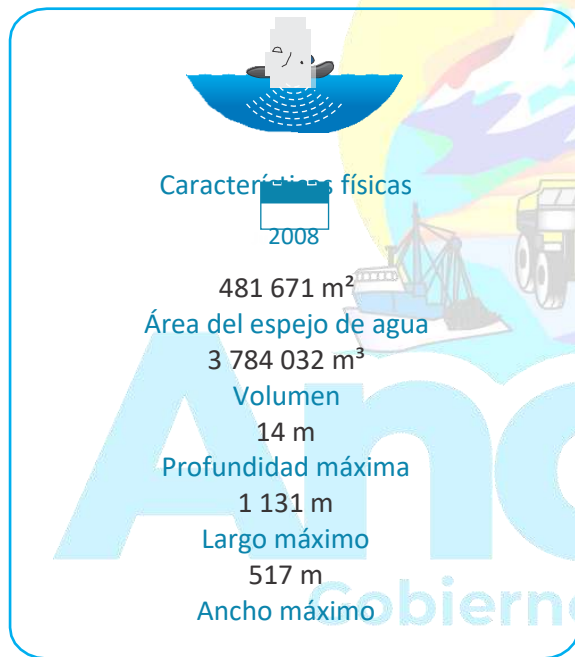 Características físicas
2008
481 671 m²
Área del espejo de agua
3 784 032 m³
Volumen
14 m
Profundidad máxima
1 131 m
Largo máximo
517 m
Ancho máximo